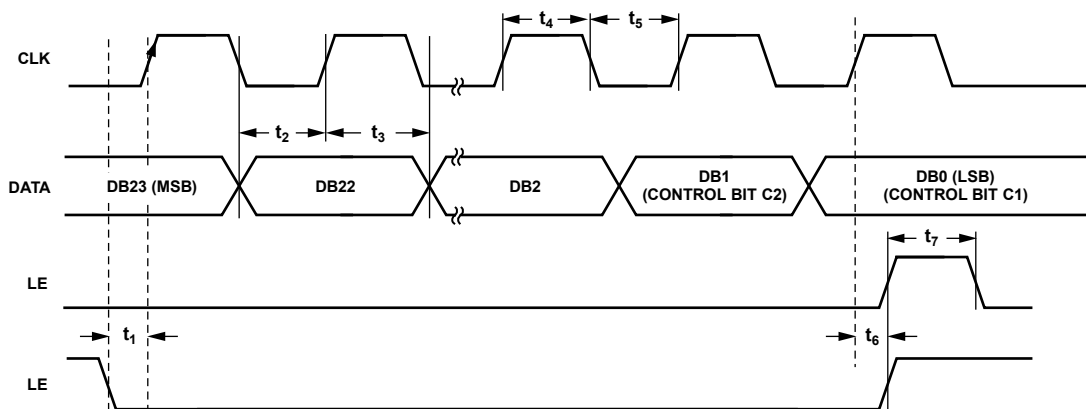 t4
t5
CLK
t2
t3
DATA
DB23 (MSB)
DB22
DB2
DB1
(CONTROL BIT C2)
DB0 (LSB)
(CONTROL BIT C1)
t7
LE
t1
t6
LE